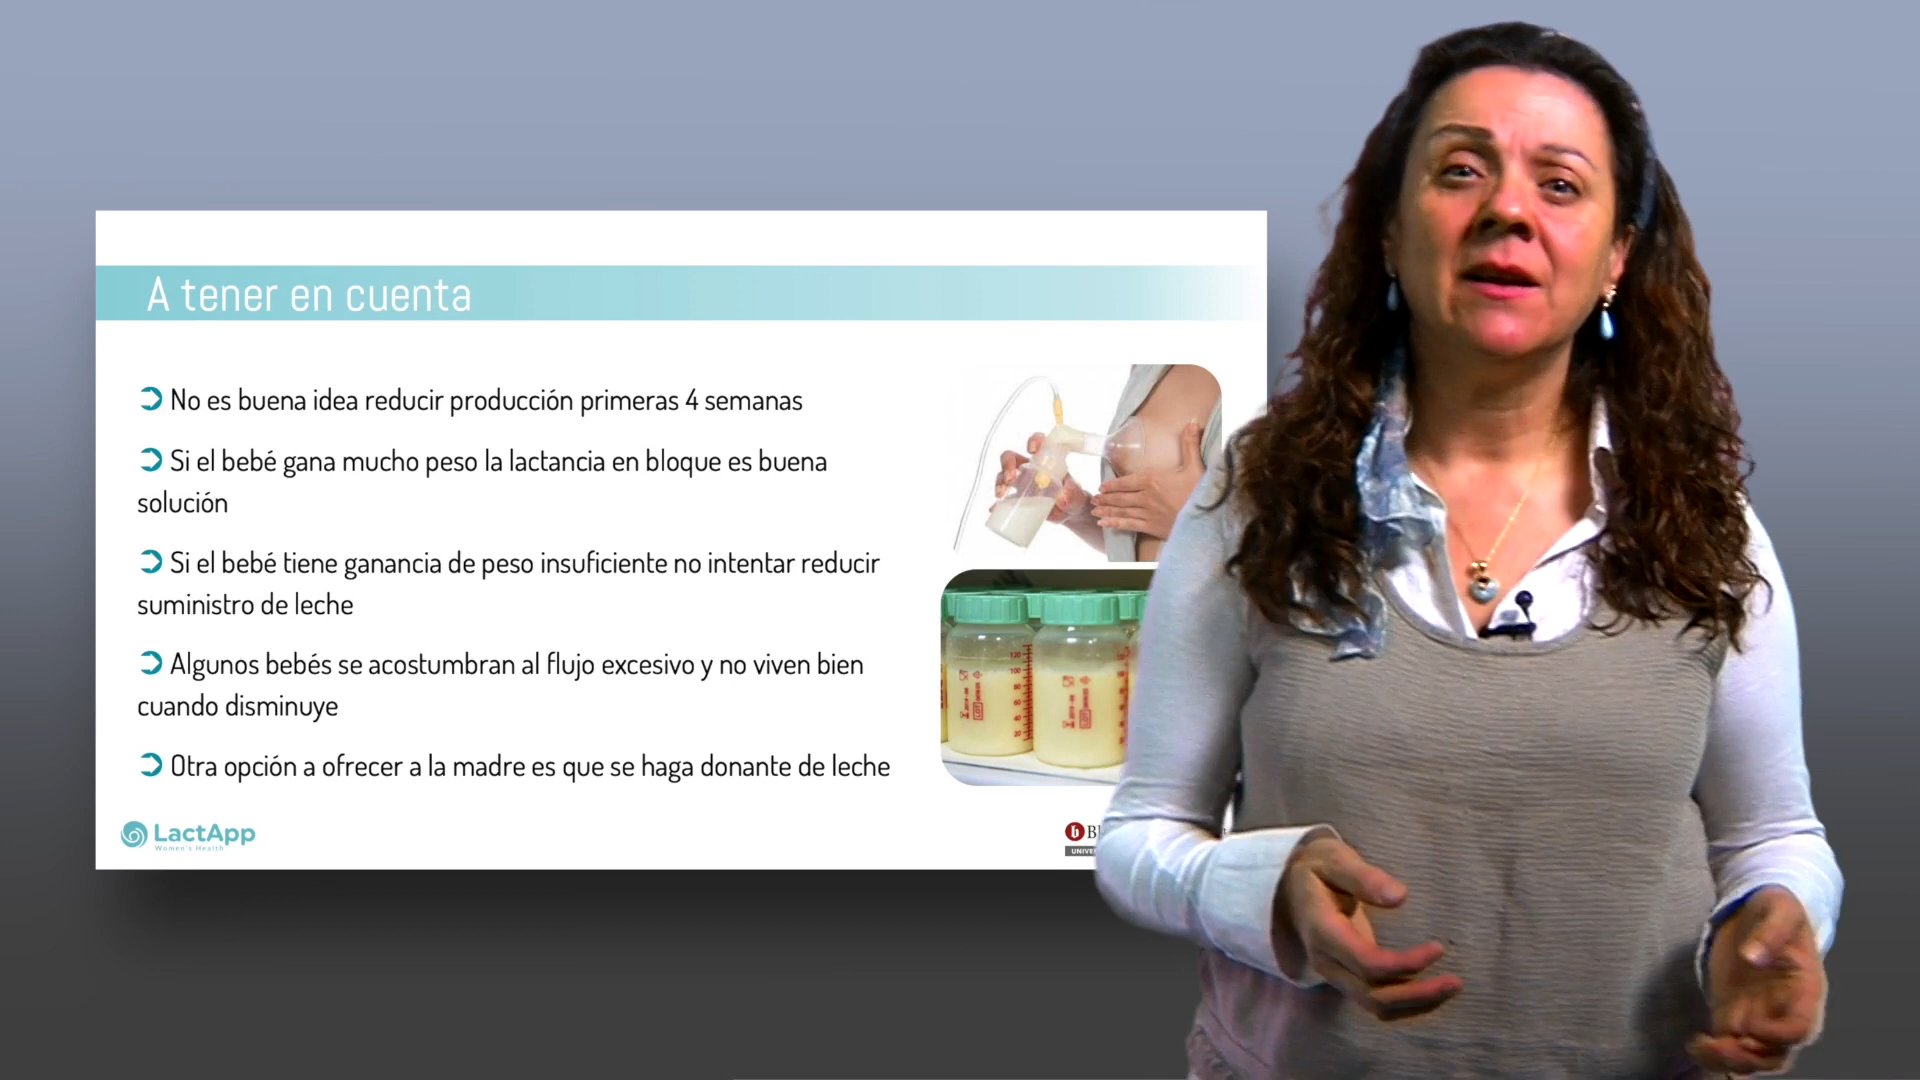 A tener en cuenta
No es buena idea reducir producción primeras 4 semanas
Si el bebé gana mucho peso la lactancia en bloque es buena
solución
Si el bebé tiene ganancia de peso insuficiente no intentar reducir
suministro de leche
Algunos bebés se acostumbran al flujo excesivo y no viven bien
cuando disminuye
Otra opción a ofrecer a la madre es que se haga donante de leche
LactApp
Women's Health